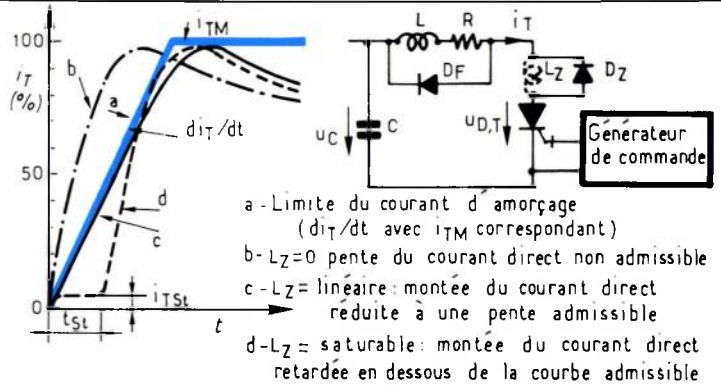 100
i_T
(%)
50
0
b
a
i_TM
di_T/dt
d
c
i_TSt
t_St
t
L
R
i_T
D_F
L_Z
D_Z
u_C
C
u_D,T
Générateur
de commande
a - Limite du courant d'amorçage
(di_T/dt avec i_TM correspondant)
b - L_Z=0 pente du courant direct non admissible
c - L_Z = linéaire: montée du courant direct
réduite à une pente admissible
d - L_Z = saturable: montée du courant direct
retardée en dessous de la courbe admissible